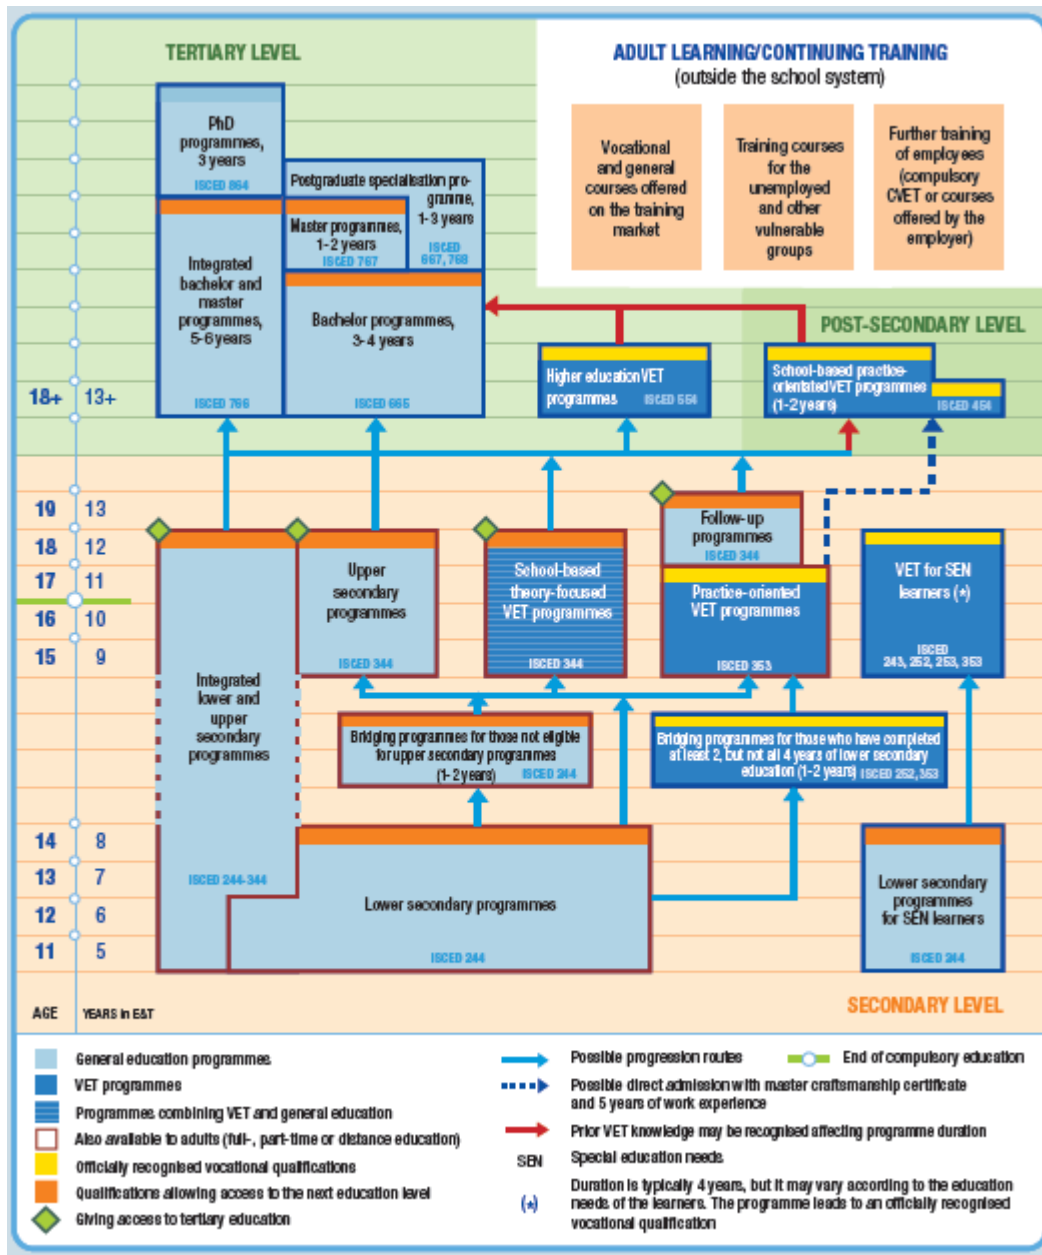 TERTIARY LEVEL
ADULT LEARNING/CONTINUING TRAINING
(outside the school system)
Vocational
and general
courses offered
on the training
market
Training courses
for the
unemployed
and other
vulnerable
groups
Further training
of employees
(compulsory
CVET or courses
offered by the
employer)
PhD
programmes,
3 years
ISCED 864
Postgraduate specialisation pro-
gramme,
1-3 years
ISCED
667, 768
Master programmes,
1-2 years
ISCED 767
Integrated
bachelor and
master
programmes,
5-6 years
ISCED 766
Bachelor programmes,
3-4 years
ISCED 665
POST-SECONDARY LEVEL
Higher education VET
programmes
ISCED 554
School-based practice-
orientated VET programmes
(1-2 years)
ISCED 454
18+ 13+
19 13
18 12
17 11
16 10
15 9
14 8
13 7
12 6
11 5
AGE
YEARS in E&T
Follow-up
programmes
ISCED 344
Upper
secondary
programmes
ISCED 344
School-based
theory-focused
VET programmes
ISCED 344
Practice-oriented
VET programmes
ISCED 353
VET for SEN
learners (*)
ISCED
243, 252, 253, 353
Integrated
lower and
upper
secondary
programmes
ISCED 244-344
Bridging programmes for those not eligible
for upper secondary programmes
(1-2 years)
ISCED 244
Bridging programmes for those who have completed
at least 2, but not all 4 years of lower secondary
education (1-2 years) ISCED 252, 353
Lower secondary programmes
ISCED 244
Lower secondary
programmes
for SEN learners
ISCED 244
SECONDARY LEVEL
General education programmes
VET programmes
Programmes combining VET and general education
Also available to adults (full-, part-time or distance education)
Officially recognised vocational qualifications
Qualifications allowing access to the next education level
Giving access to tertiary education
Possible progression routes
End of compulsory education
Possible direct admission with master craftsmanship certificate
and 5 years of work experience
Prior VET knowledge may be recognised affecting programme duration
SEN
Special education needs
(*)
Duration is typically 4 years, but it may vary according to the education
needs of the learners. The programme leads to an officially recognised
vocational qualification